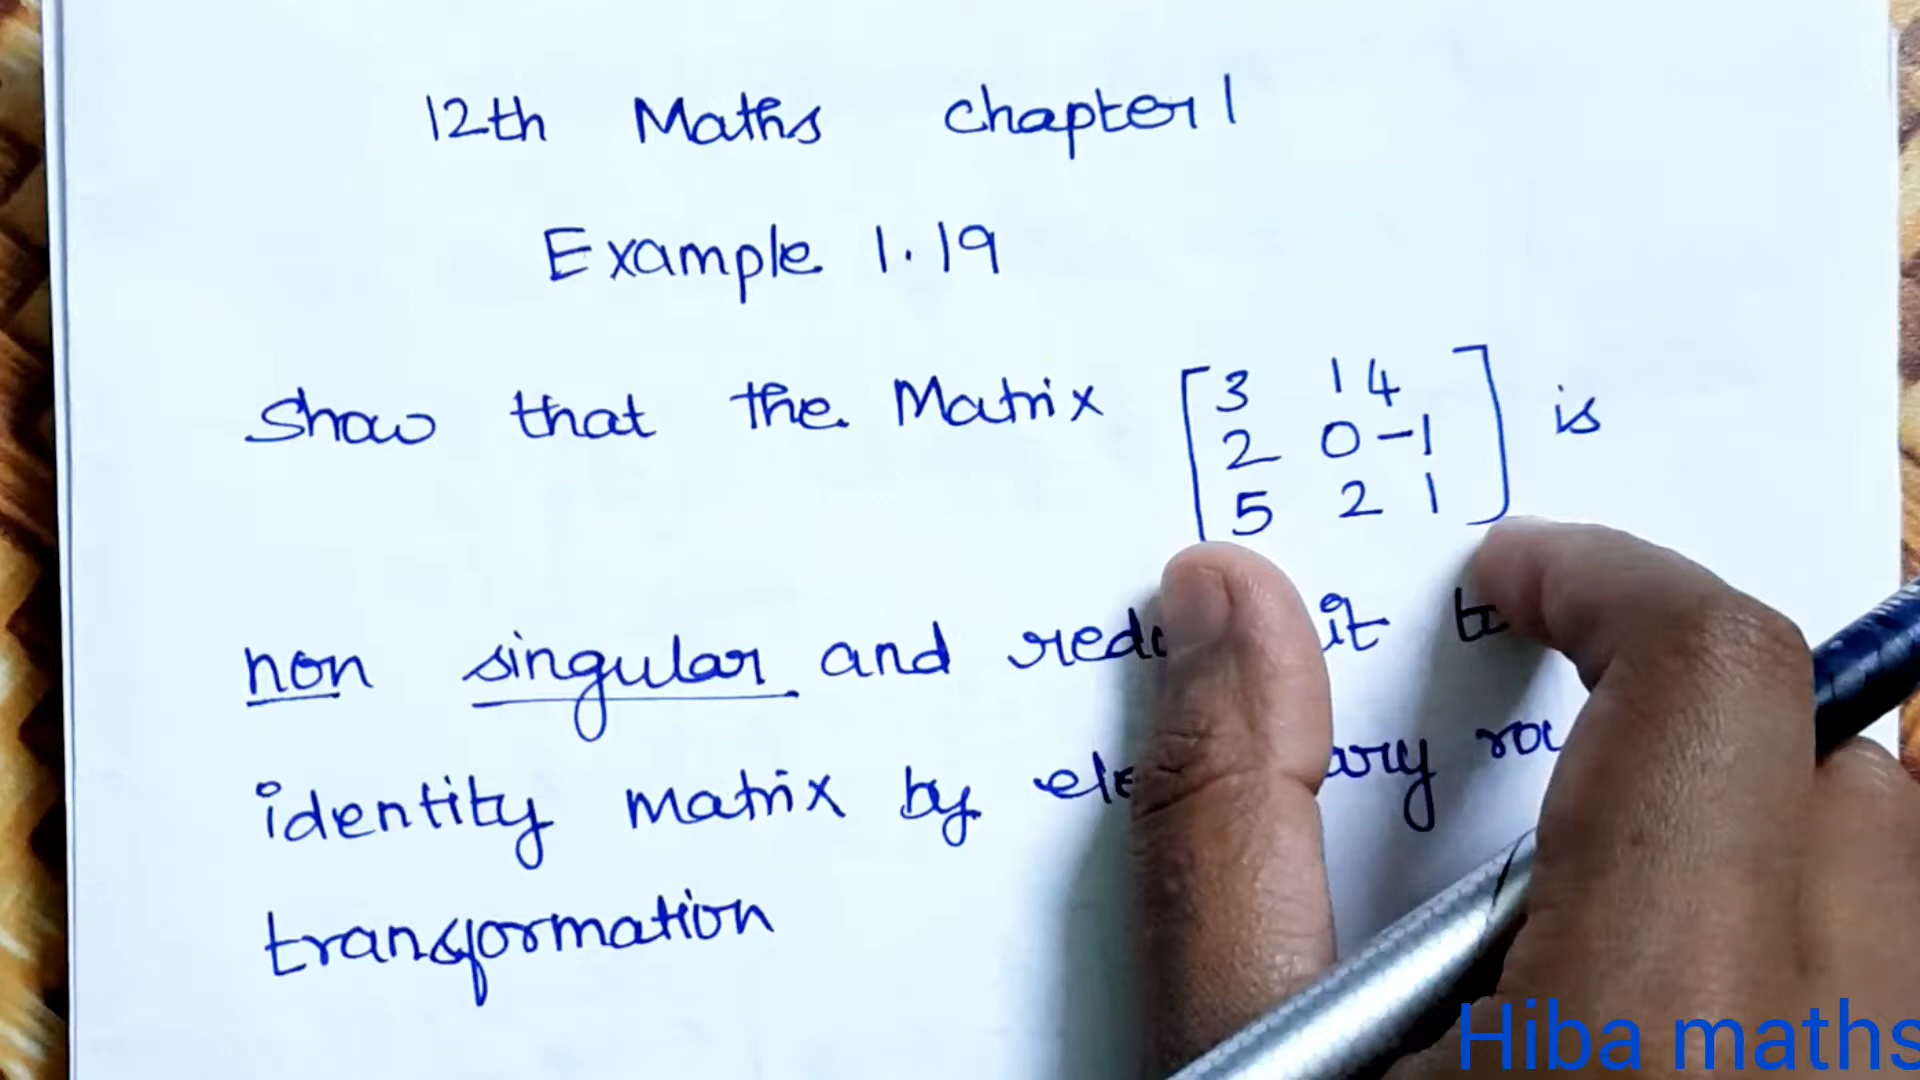 12th Maths chapter 1
Example 1.19
Show that the Matrix [3 1 4
2 0 -1
5 2 1] is
non singular and it
identity matrix by
transformation
Hiba maths